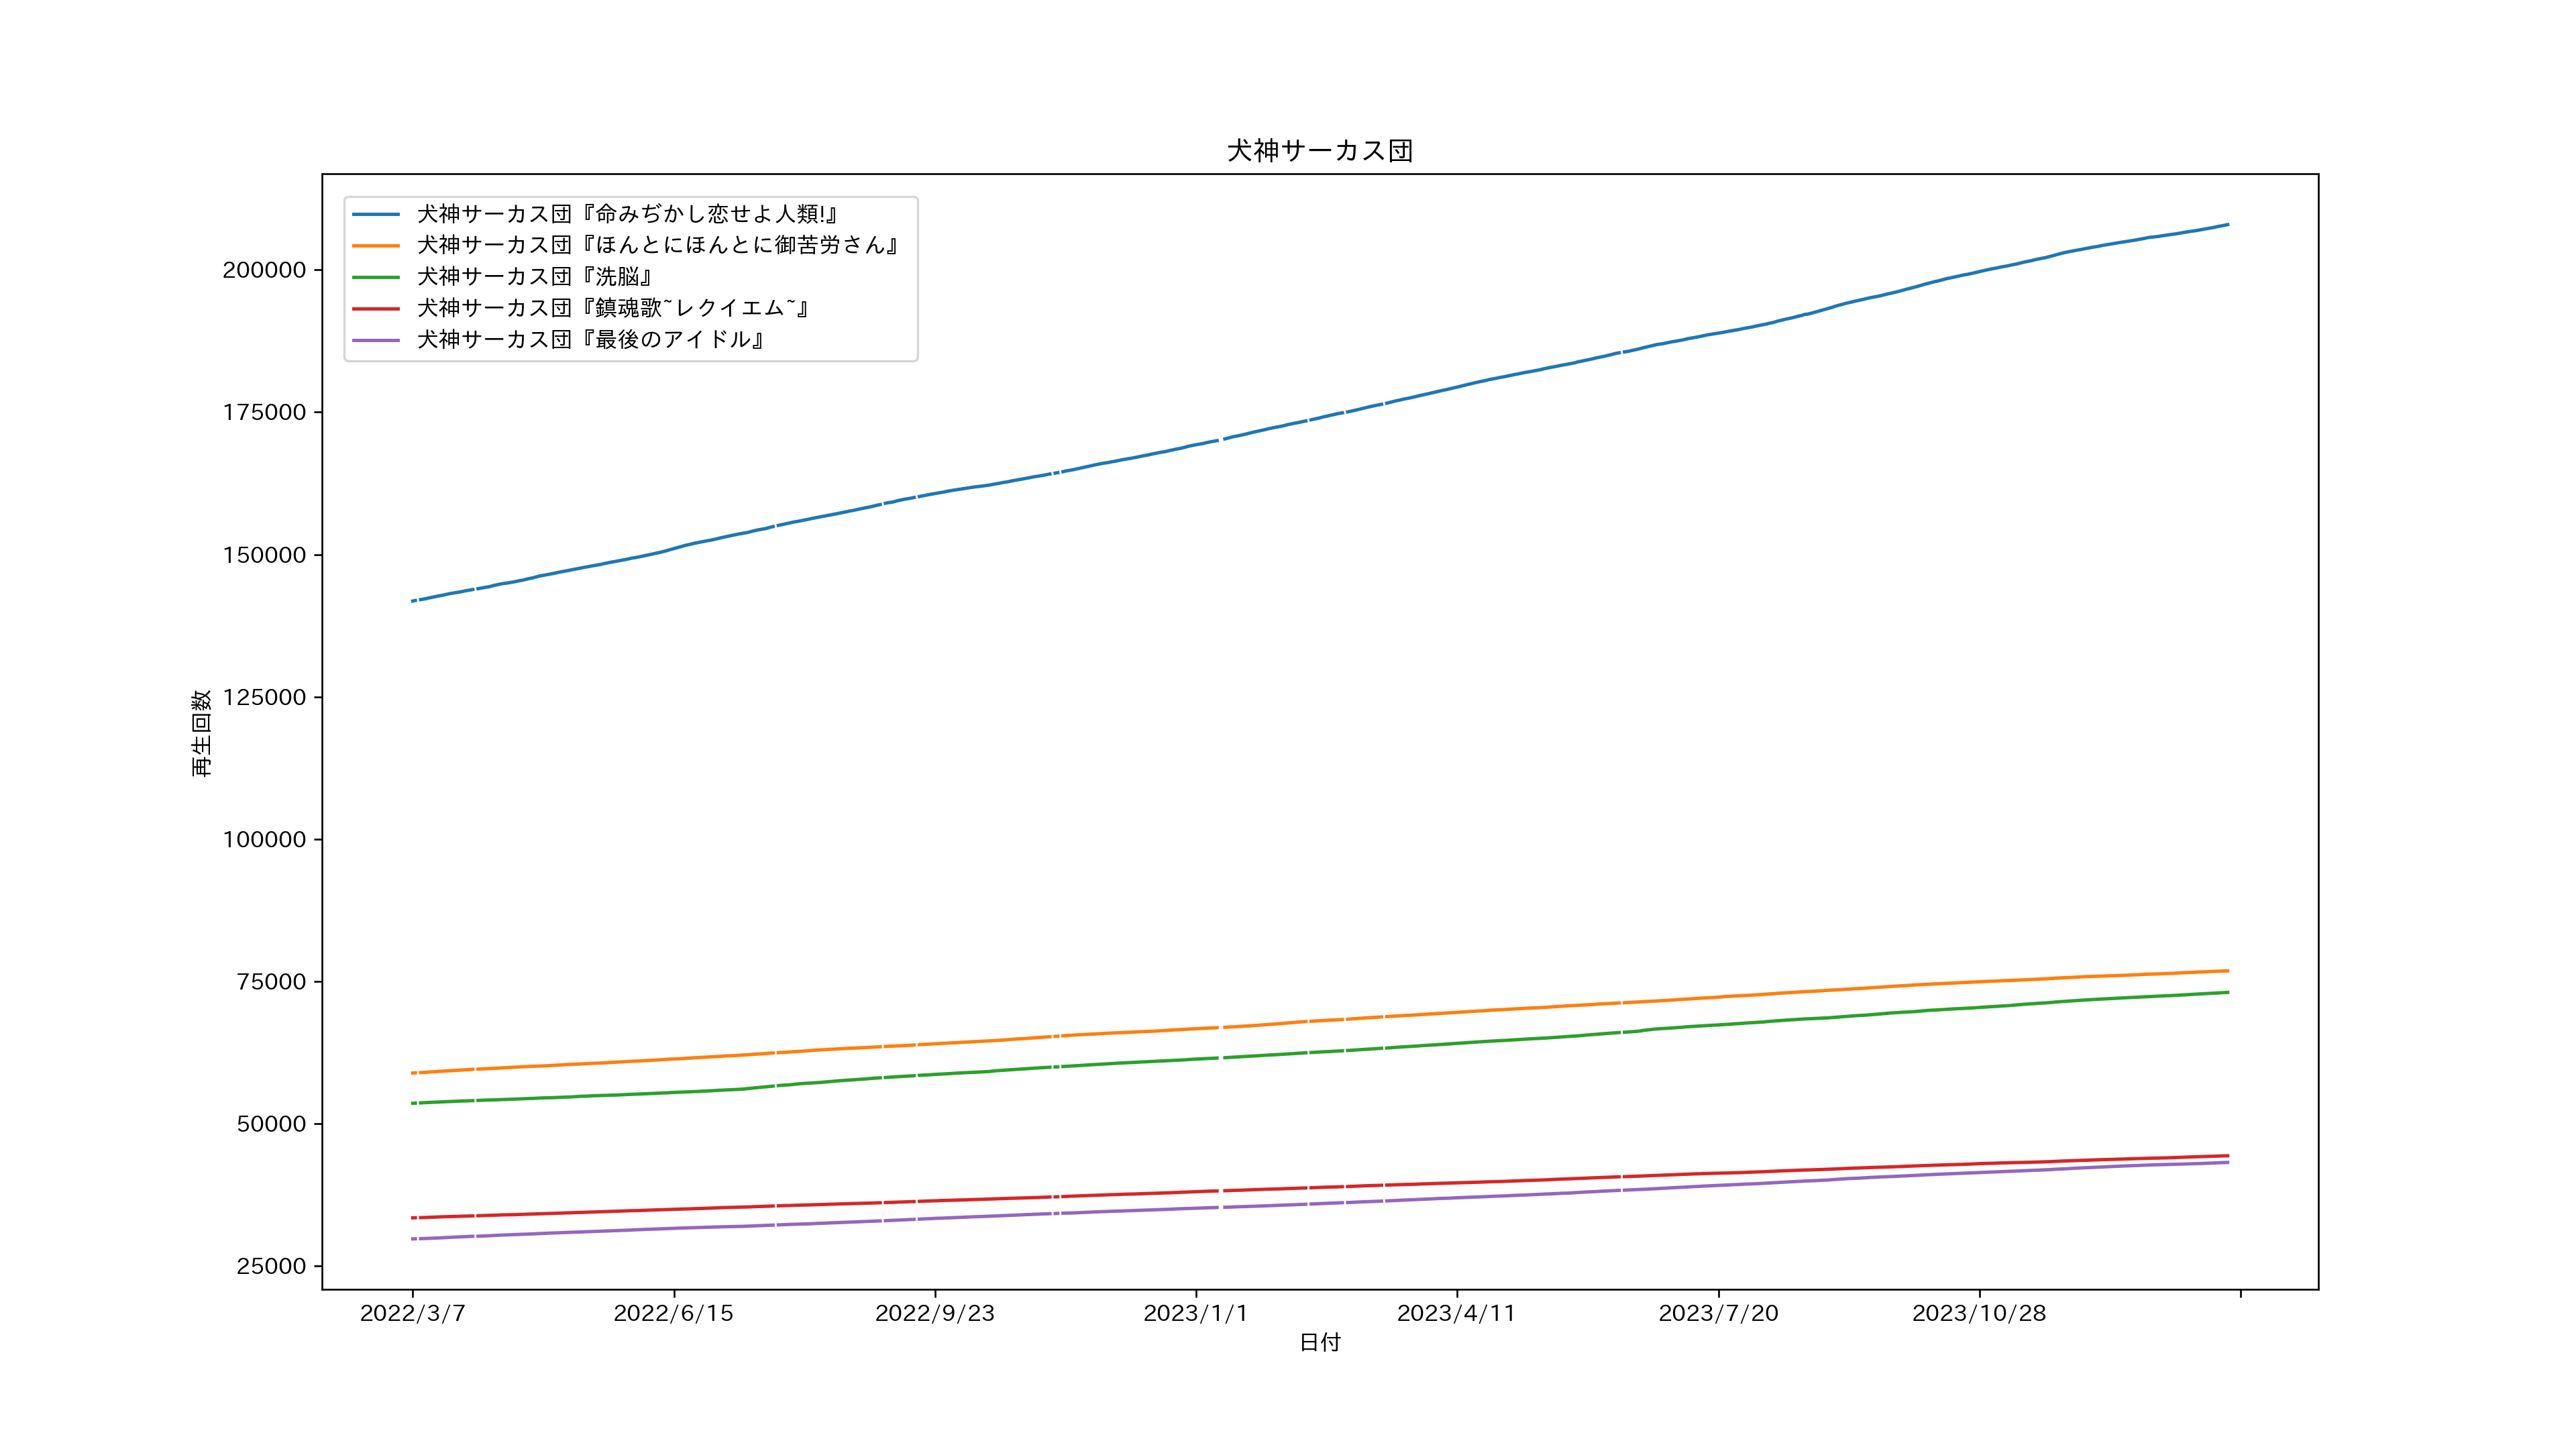 犬神サーカス団
犬神サーカス団『命みぢかし恋せよ人類!』
犬神サーカス団『ほんとにほんとに御苦労さん』
犬神サーカス団『洗脳』
犬神サーカス団『鎮魂歌~レクイエム~』
犬神サーカス団『最後のアイドル』
200000
175000
150000
125000
100000
75000
50000
25000
再生回数
2022/3/7 2022/6/15 2022/9/23 2023/1/1 2023/4/11 2023/7/20 2023/10/28
日付